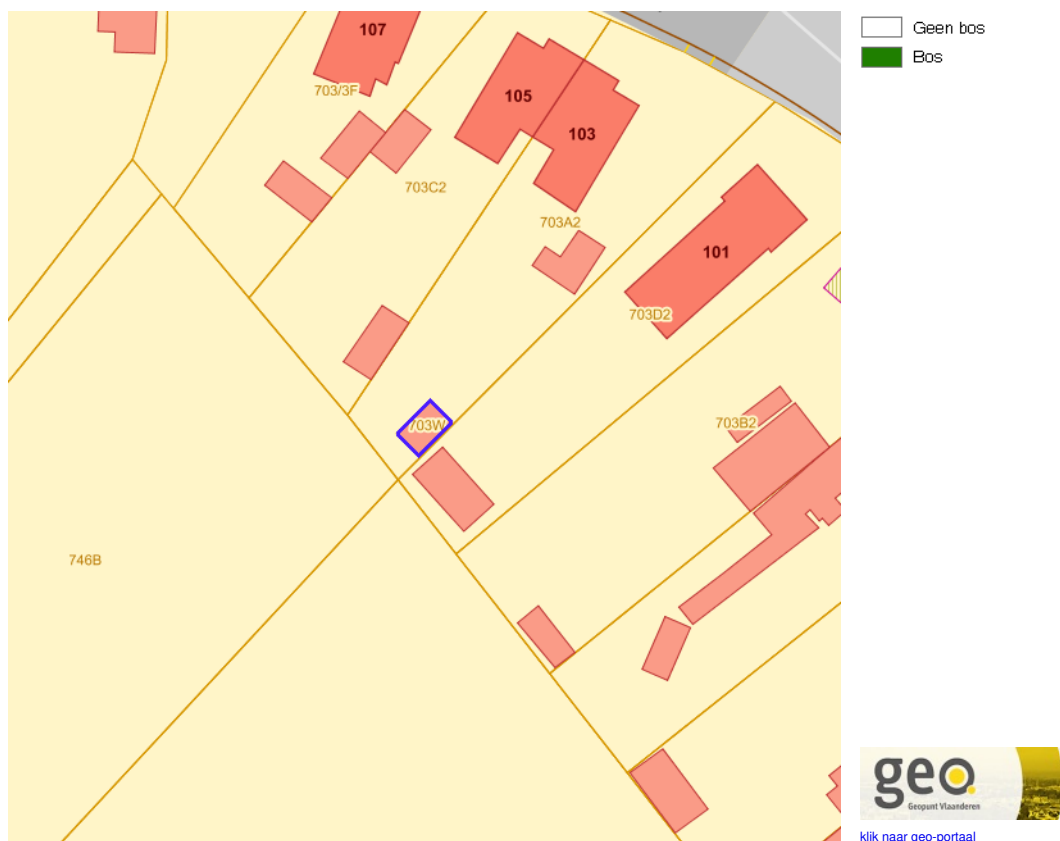 107
703/3F
105
103
703C2
703A2
101
703D2
703W
703B2
746B
Geen bos
Bos
geo.
Geopunt Vlaanderen
klik naar geo-portaal